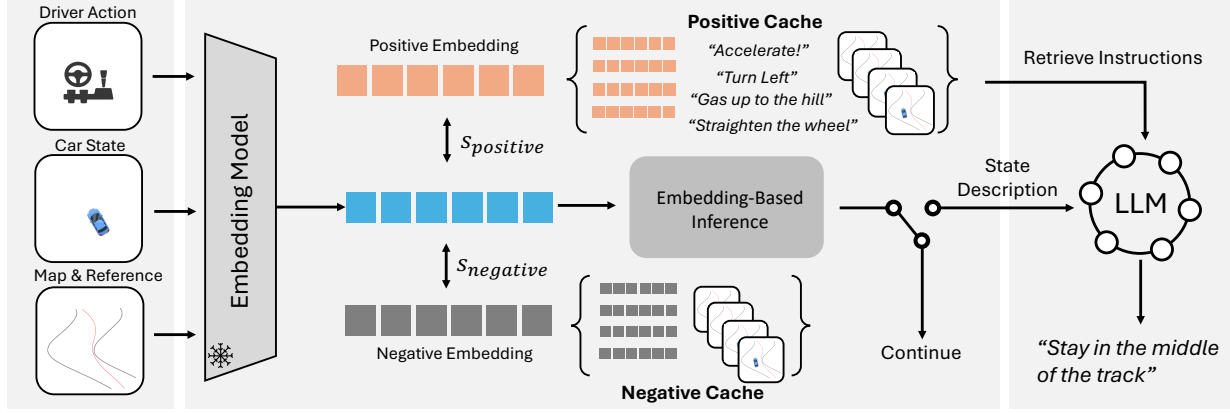 Driver Action
Car State
Map & Reference
Embedding Model
Positive Embedding
S_positive
S_negative
Negative Embedding
Positive Cache
“Accelerate!”
“Turn Left”
“Gas up to the hill”
“Straighten the wheel”
Embedding-Based
Inference
Negative Cache
Continue
State
Description
Retrieve Instructions
LLM
“Stay in the middle
of the track”